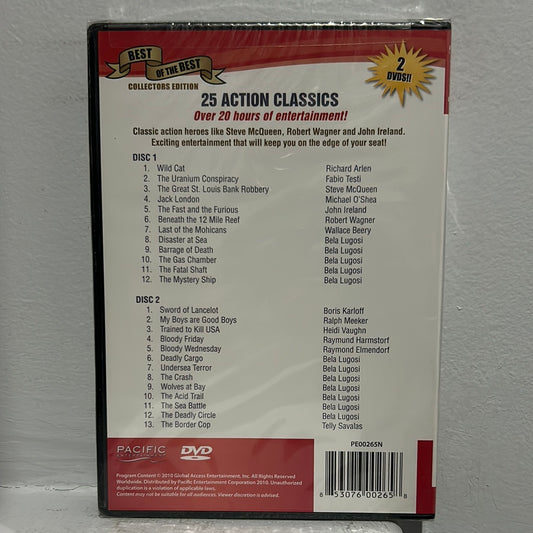 BEST
OF THE BEST
COLLECTORS EDITION
2
DVDS!!
25 ACTION CLASSICS
Over 20 hours of entertainment!
Classic action heroes like Steve McQueen, Robert Wagner and John Ireland.
Exciting entertainment that will keep you on the edge of your seat!
DISC 1
1. Wild Cat Richard Arlen
2. The Uranium Conspiracy Fabio Testi
3. The Great St. Louis Bank Robbery Steve McQueen
4. Jack London Michael O'Shea
5. The Fast and the Furious John Ireland
6. Beneath the 12 Mile Reef Robert Wagner
7. Last of the Mohicans Wallace Beery
8. Disaster at Sea Bela Lugosi
9. Barrage of Death Bela Lugosi
10. The Gas Chamber Bela Lugosi
11. The Fatal Shaft Bela Lugosi
12. The Mystery Ship Bela Lugosi
DISC 2
1. Sword of Lancelot Boris Karloff
2. My Boys are Good Boys Ralph Meeker
3. Trained to Kill USA Heidi Vaughn
4. Bloody Friday Raymund Harmstorf
5. Bloody Wednesday Raymond Elmendorf
6. Deadly Cargo Bela Lugosi
7. Undersea Terror Bela Lugosi
8. The Crash Bela Lugosi
9. Wolves at Bay Bela Lugosi
10. The Acid Trail Bela Lugosi
11. The Sea Battle Bela Lugosi
12. The Deadly Circle Bela Lugosi
13. The Border Cop Telly Savalas
PACIFIC
ENTERTAINMENT
DVD
PE00265N
Program Content © 2010 Global Access Entertainment, Inc. All Rights Reserved
Worldwide. Distributed by Pacific Entertainment Corporation 2010. Unauthorized
duplication is a violation of applicable laws.
Content may not be suitable for all audiences. Viewer discretion is advised.
8 53076 00265 8